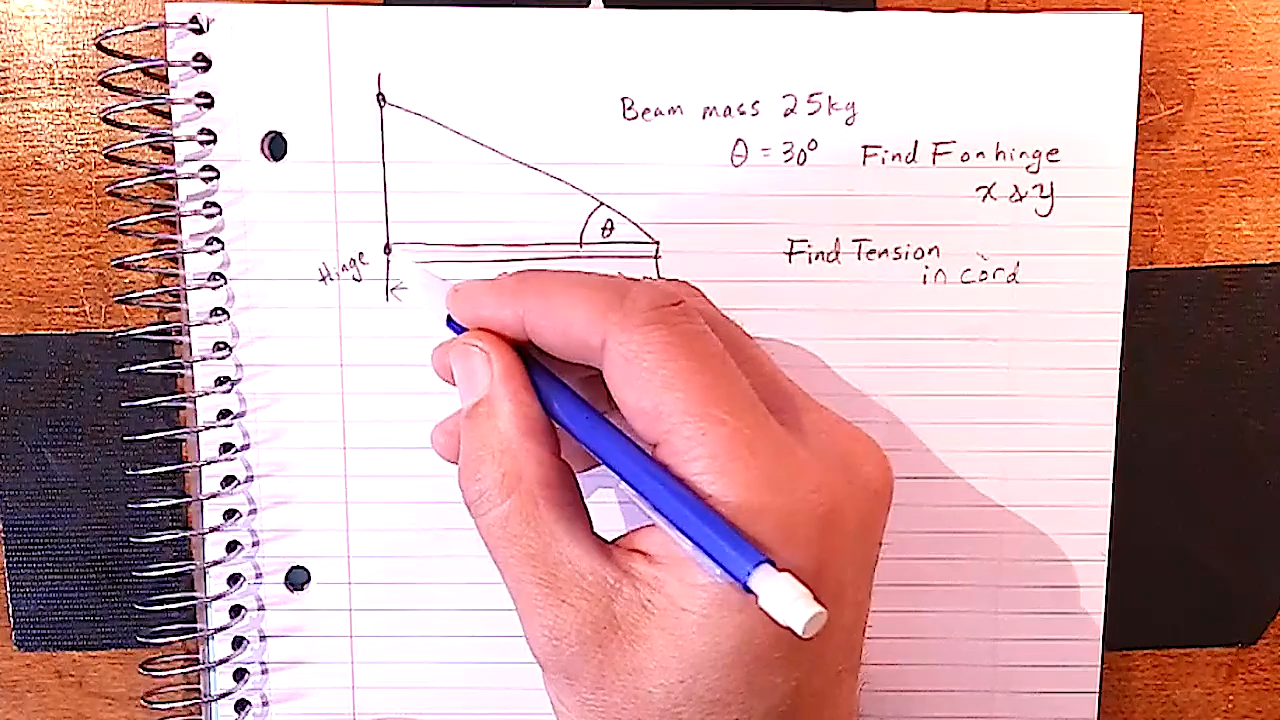 Beam mass 25kg
θ = 30° Find F on hinge
x & y
θ
Hinge
Find Tension
in cord